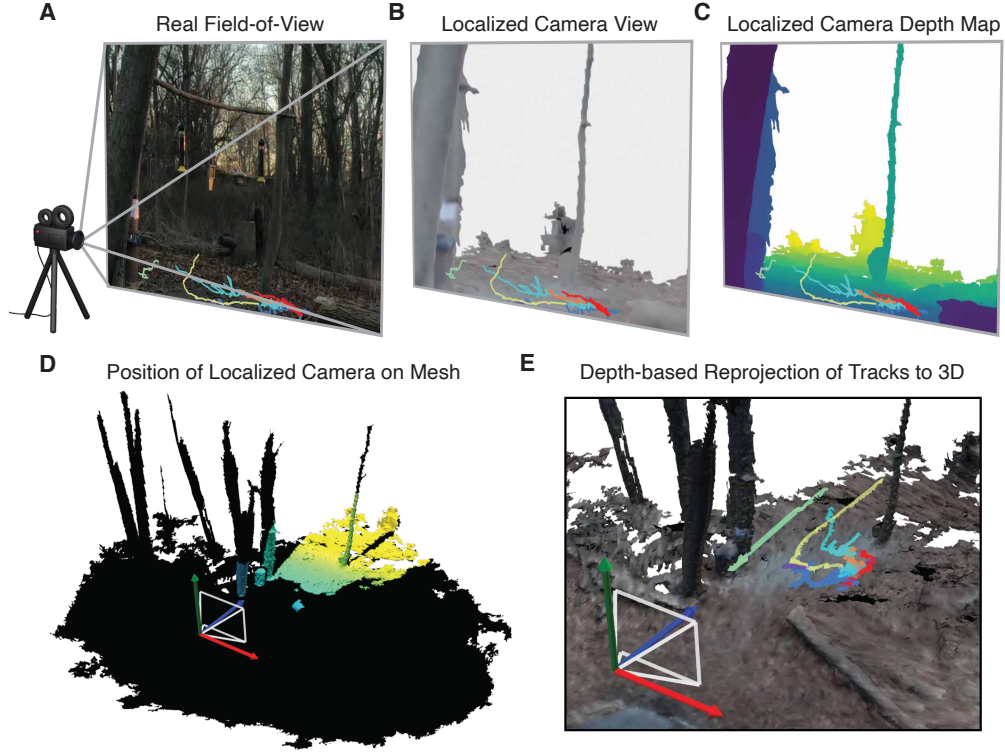 A
Real Field-of-View
B
Localized Camera View
C
Localized Camera Depth Map
D
Position of Localized Camera on Mesh
E
Depth-based Reprojection of Tracks to 3D